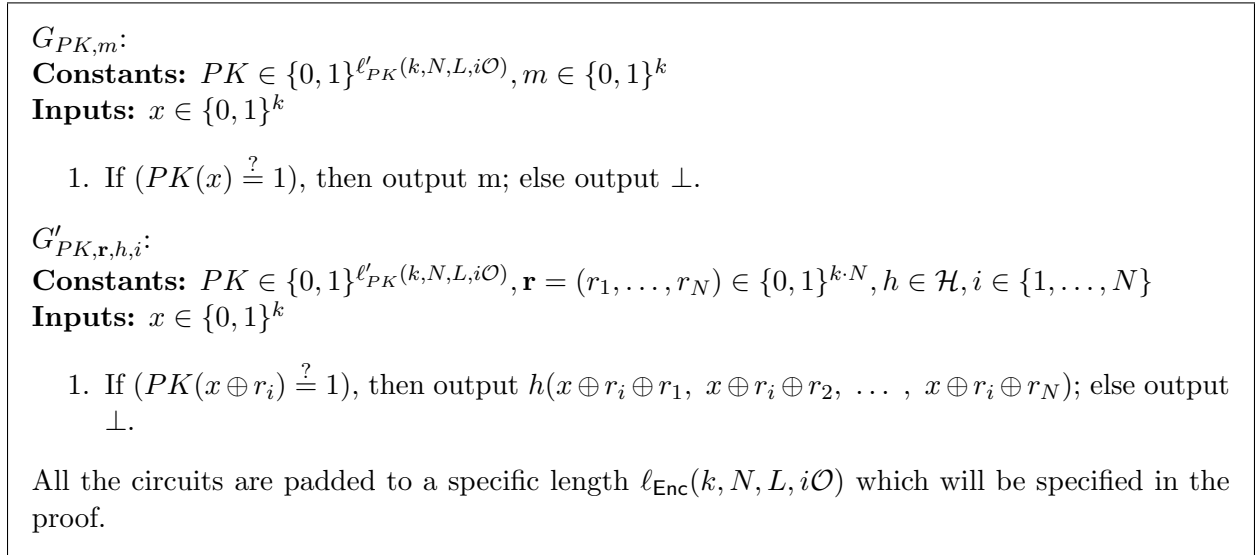 G_{PK,m}:
Constants: PK ∈ {0, 1}^{ℓ'_{PK}(k,N,L,iO)}, m ∈ {0, 1}^k
Inputs: x ∈ {0, 1}^k
1. If (PK(x) ≟ 1), then output m; else output ⊥.
G'_{PK,r,h,i}:
Constants: PK ∈ {0, 1}^{ℓ'_{PK}(k,N,L,iO)}, r = (r_1, . . . , r_N) ∈ {0, 1}^{k·N}, h ∈ H, i ∈ {1, . . . , N}
Inputs: x ∈ {0, 1}^k
1. If (PK(x ⊕ r_i) ≟ 1), then output h(x ⊕ r_i ⊕ r_1, x ⊕ r_i ⊕ r_2, . . . , x ⊕ r_i ⊕ r_N); else output
⊥.
All the circuits are padded to a specific length ℓ_{Enc}(k, N, L, iO) which will be specified in the
proof.